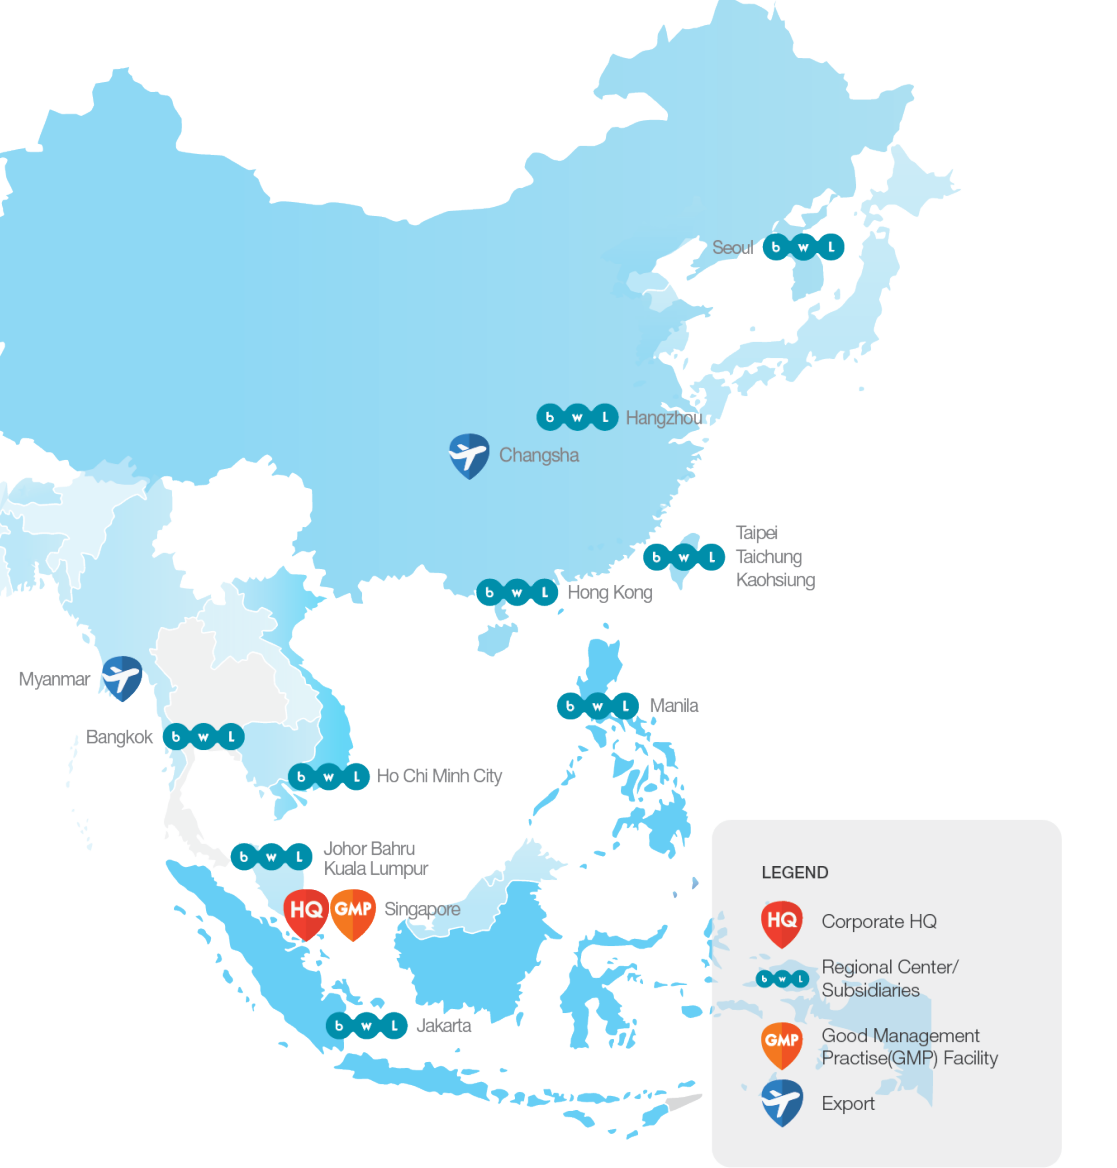 Seoul b w L
b w L Hangzhou
Changsha
Taipei
b w L Taichung
Kaohsiung
b w L Hong Kong
Myanmar
b w L Manila
Bangkok b w L
b w L Ho Chi Minh City
b w L Johor Bahru
Kuala Lumpur
HQ GMP Singapore
b w L Jakarta
LEGEND
HQ Corporate HQ
b w L Regional Center/
Subsidiaries
GMP Good Management
Practise(GMP) Facility
Export